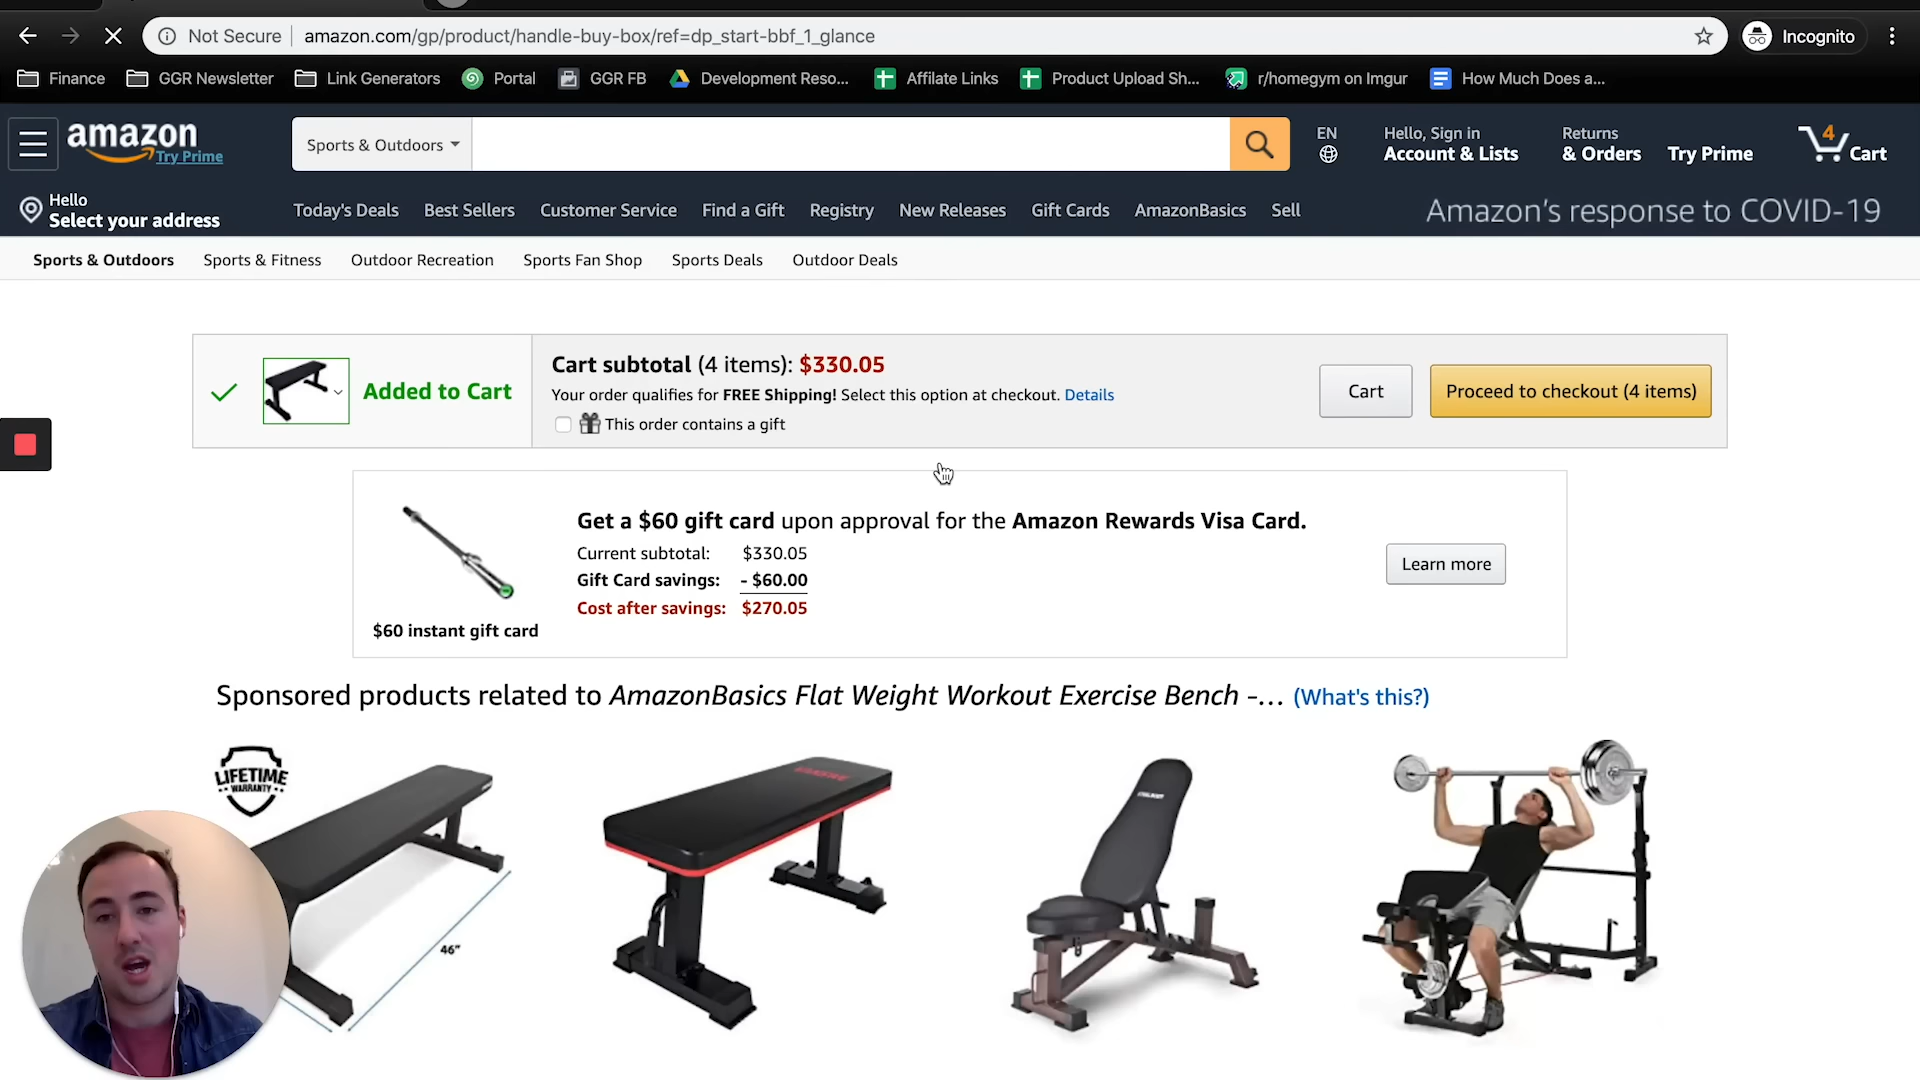 Not Secure
amazon.com/gp/product/handle-buy-box/ref=dp_start-bbf_1_glance
Incognito
Finance
GGR Newsletter
Link Generators
Portal
GGR FB
Development Reso...
Affilate Links
Product Upload Sh...
r/homegym on Imgur
How Much Does a...
amazon
Try Prime
Sports & Outdoors
EN
Hello, Sign in
Account & Lists
Returns
& Orders
Try Prime
4
Cart
Hello
Select your address
Today's Deals
Best Sellers
Customer Service
Find a Gift
Registry
New Releases
Gift Cards
AmazonBasics
Sell
Amazon's response to COVID-19
Sports & Outdoors
Sports & Fitness
Outdoor Recreation
Sports Fan Shop
Sports Deals
Outdoor Deals
Added to Cart
Cart subtotal (4 items): $330.05
Your order qualifies for FREE Shipping! Select this option at checkout. Details
This order contains a gift
Cart
Proceed to checkout (4 items)
Get a $60 gift card upon approval for the Amazon Rewards Visa Card.
Current subtotal: $330.05
Gift Card savings: - $60.00
Cost after savings: $270.05
$60 instant gift card
Learn more
Sponsored products related to AmazonBasics Flat Weight Workout Exercise Bench -... (What's this?)
LIFETIME
WARRANTY
46"